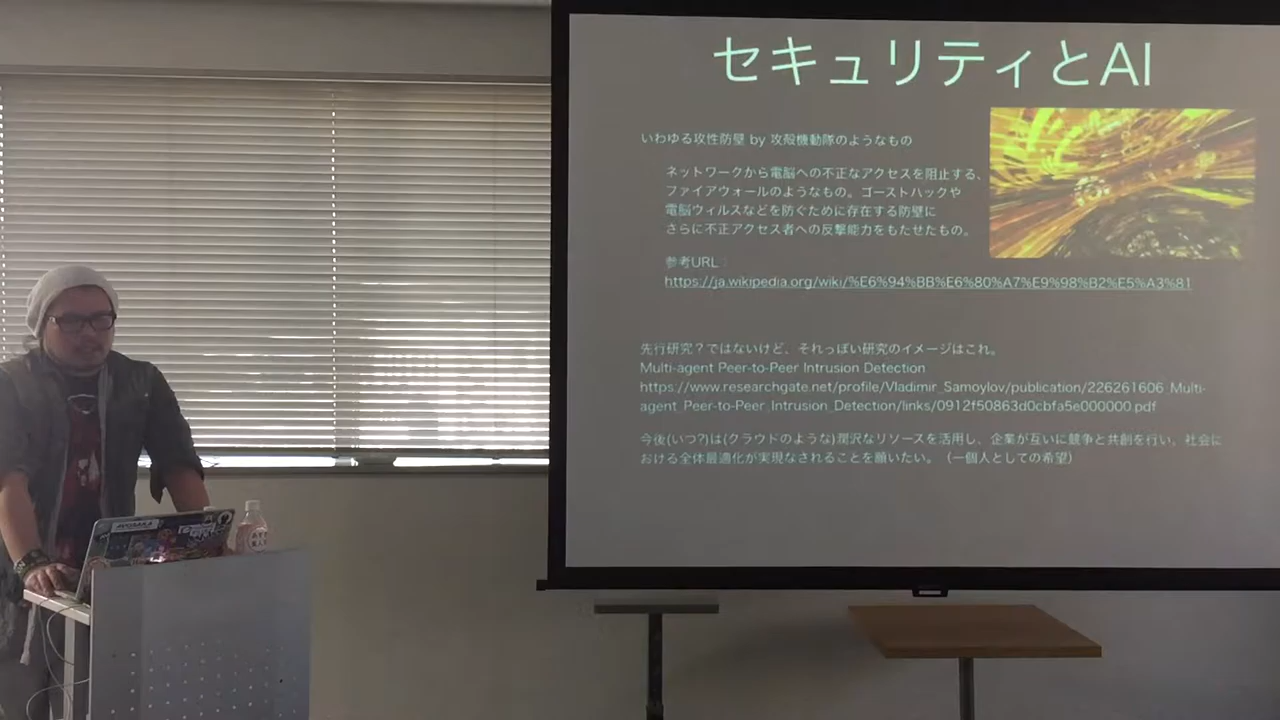 セキュリティとAI
いわゆる攻性防壁 by 攻殻機動隊のようなもの
ネットワークから電脳への不正なアクセスを阻止する、
ファイアウォールのようなもの。ゴーストハックや
電脳ウィルスなどを防ぐために存在する防壁に
さらに不正アクセス者への反撃能力をもたせたもの。
参考URL：
https://ja.wikipedia.org/wiki/%E6%94%BB%E6%80%A7%E9%98%B2%E5%A3%81
先行研究？ではないけど、それっぽい研究のイメージはこれ。
Multi-agent Peer-to-Peer Intrusion Detection
https://www.researchgate.net/profile/Vladimir_Samoylov/publication/226261606_Multi-
agent_Peer-to-Peer_Intrusion_Detection/links/0912f50863d0cbfa5e000000.pdf
今後(いつ?)は(クラウドのような)潤沢なリソースを活用し、企業が互いに競争と共創を行い、社会に
おける全体最適化が実現なされることを願いたい。（一個人としての希望）